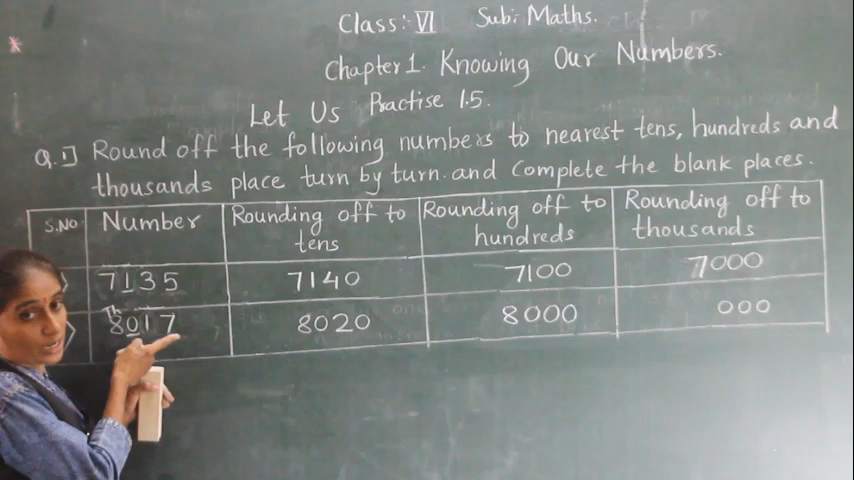 Class:- VI Sub: Maths.
Chapter 1. Knowing Our Numbers.
Let Us Practise 1.5.
Q.1] Round off the following numbers to nearest tens, hundreds and
thousands place turn by turn and complete the blank places.
S.NO Number Rounding off to tens Rounding off to hundreds Rounding off to thousands
7135 7140 7100 7000
Th
8017 8020 8000 000